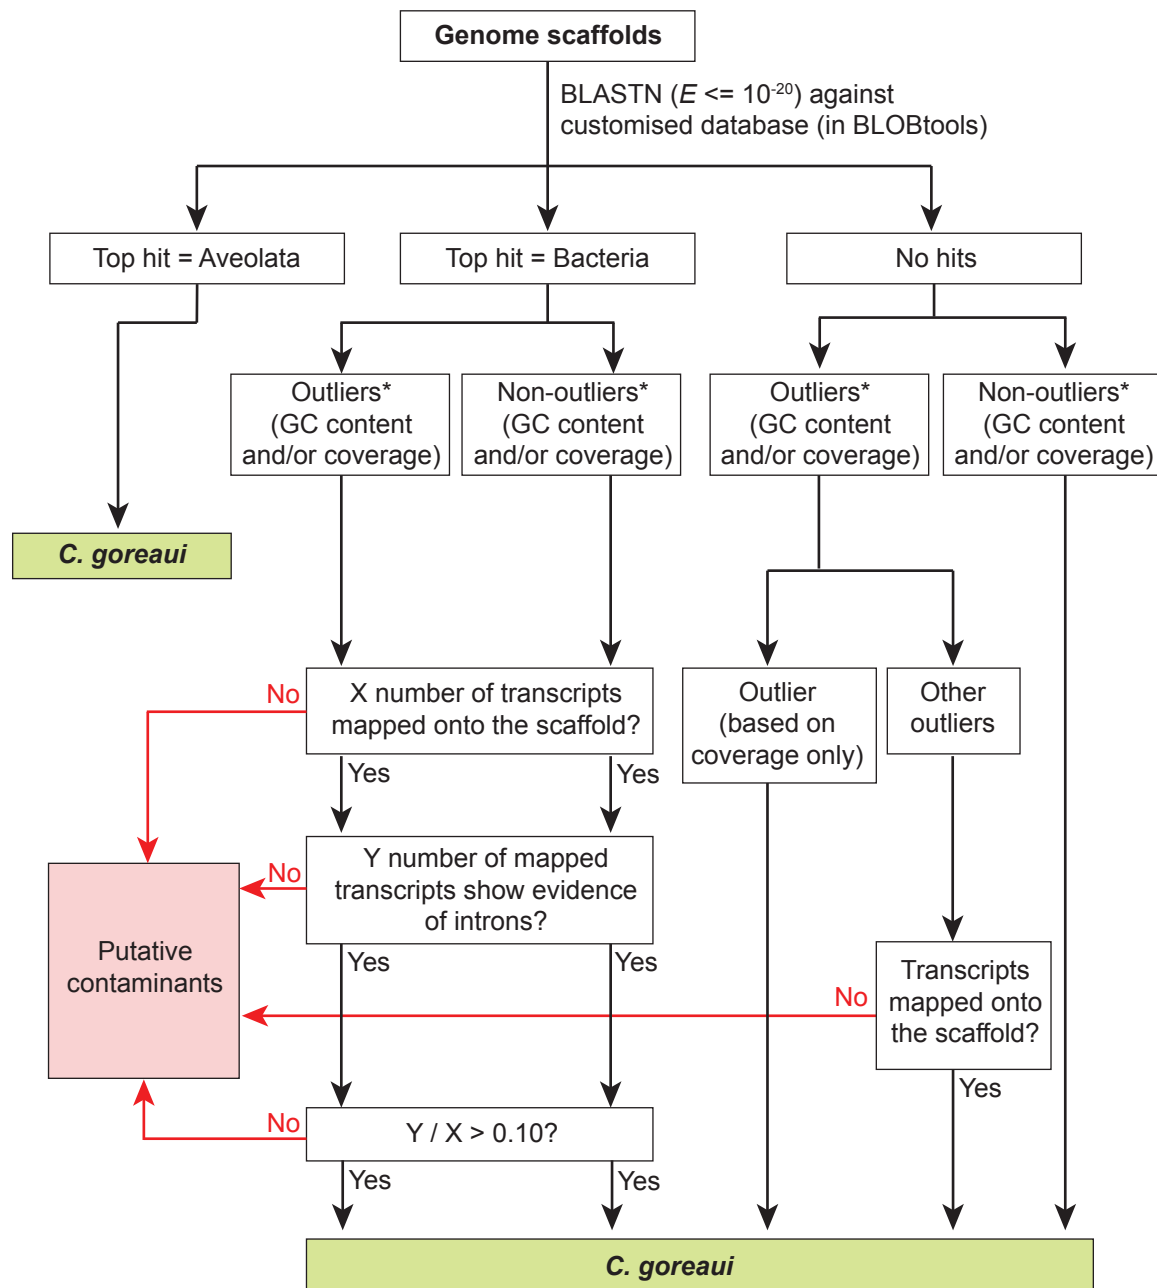 Genome scaffolds
BLASTN (E <= 10⁻²⁰) against
customised database (in BLOBtools)
Top hit = Aveolata
Top hit = Bacteria
No hits
Outliers*
(GC content
and/or coverage)
Non-outliers*
(GC content
and/or coverage)
Outliers*
(GC content
and/or coverage)
Non-outliers*
(GC content
and/or coverage)
C. goreaui
No
X number of transcripts
mapped onto the scaffold?
Outlier
(based on
coverage only)
Other
outliers
Yes
Yes
No
Y number of mapped
transcripts show evidence
of introns?
Putative
contaminants
Yes
Yes
No
Transcripts
mapped onto
the scaffold?
Yes
No
Y / X > 0.10?
Yes
Yes
C. goreaui